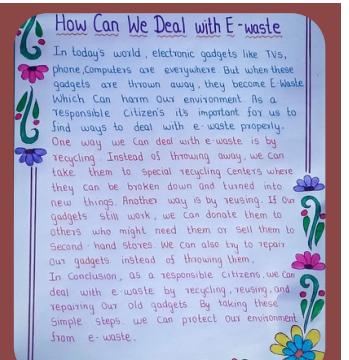 How Can We Deal with E-waste
In today's world, electronic gadgets like TVs,
phone, Computers are everywhere. But when these
gadgets are thrown away, they become E-Waste
Which Can harm Our environment. As a
responsible Citizen's it's important for us to
find ways to deal with e-waste properly.
One way we Can deal with e-waste is by
recycling. Instead of throwing away, we can
take them to special recycling Centers where
they can be broken down and turned into
new things. Another way is by reusing. If Our
gadgets still work, we can donate them to
others who might need them or sell them to
Second-hand Stores. We can also try to repair
Our gadgets instead of throwing them.
In Conclusion, as a responsible Citizens, we Can
deal with e-waste by recycling, reusing, and
repairing Our old gadgets. By taking these
Simple steps. we can protect Our environment
from e-waste.